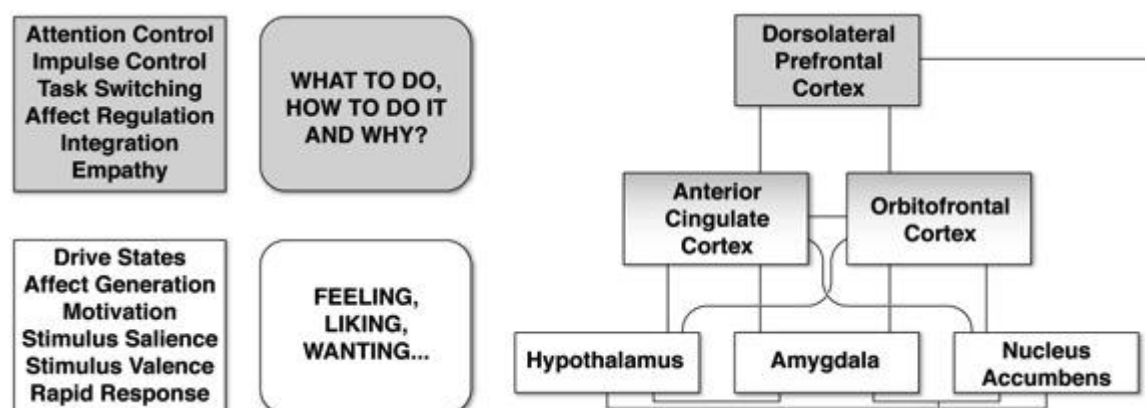 Attention Control
Impulse Control
Task Switching
Affect Regulation
Integration
Empathy
WHAT TO DO,
HOW TO DO IT
AND WHY?
Dorsolateral
Prefrontal
Cortex
Anterior
Cingulate
Cortex
Orbitofrontal
Cortex
Drive States
Affect Generation
Motivation
Stimulus Salience
Stimulus Valence
Rapid Response
FEELING,
LIKING,
WANTING...
Hypothalamus
Amygdala
Nucleus
Accumbens